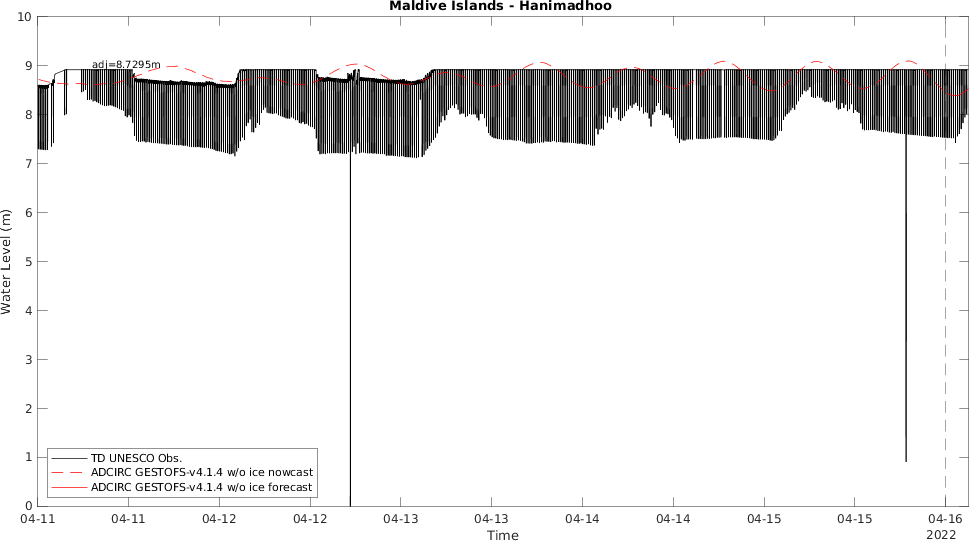 Maldive Islands - Hanimadhoo
10
9
8
7
6
5
4
3
2
1
0
Water Level (m)
adj=8.7295m
TD UNESCO Obs.
ADCIRC GESTOFS-v4.1.4 w/o ice nowcast
ADCIRC GESTOFS-v4.1.4 w/o ice forecast
04-11 04-11 04-12 04-12 04-13 04-13 04-14 04-14 04-15 04-15 04-16
2022
Time